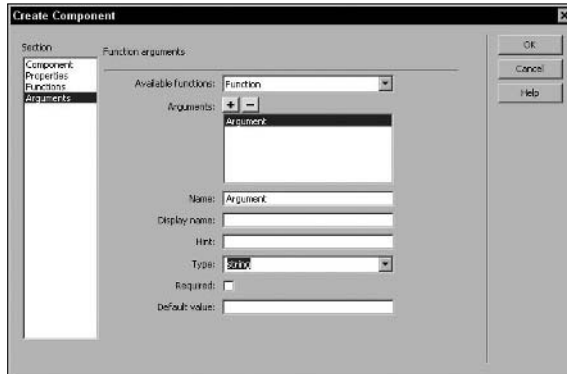 Create Component
Section
Component
Properties
Functions
Arguments
Function arguments
Available functions: Function
Arguments: + −
Argument
Name: Argument
Display name:
Hint:
Type: string
Required:
Default value:
OK
Cancel
Help